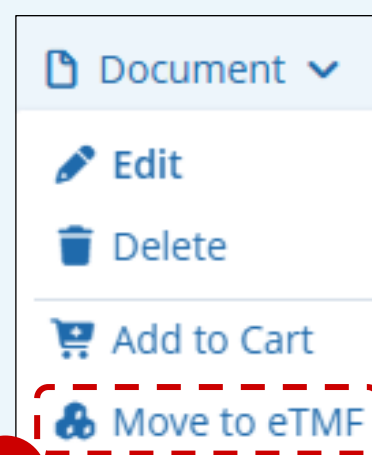 Document
Edit
Delete
Add to Cart
Move to eTMF